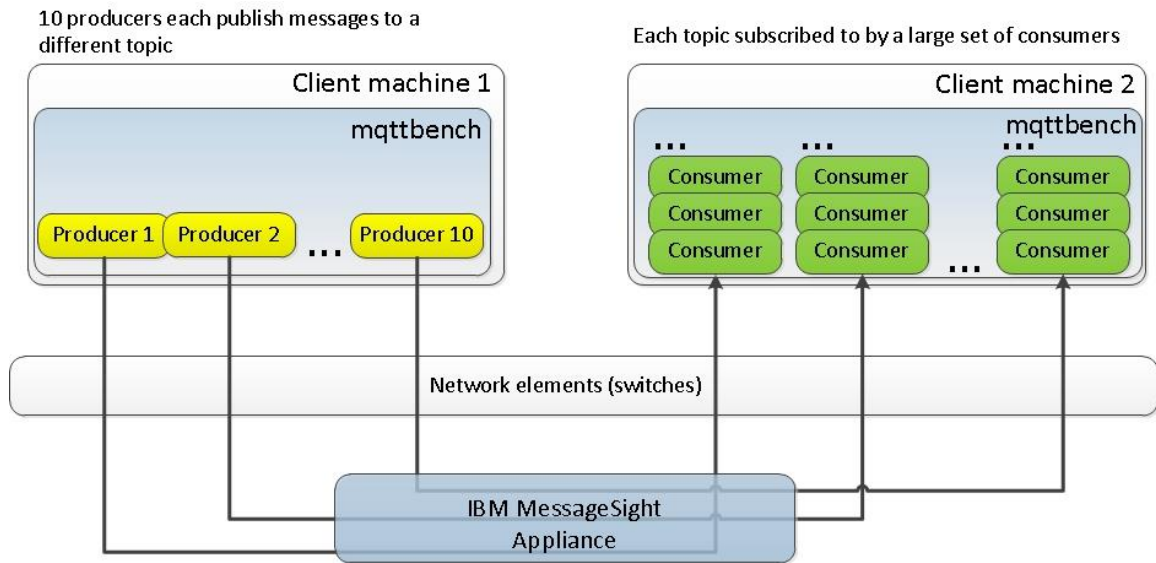 10 producers each publish messages to a
different topic
Each topic subscribed to by a large set of consumers
Client machine 1
mqttbench
Producer 1
Producer 2
...
Producer 10
Client machine 2
mqttbench
... ... ...
Consumer Consumer Consumer
Consumer Consumer Consumer
Consumer Consumer ... Consumer
Network elements (switches)
IBM MessageSight
Appliance